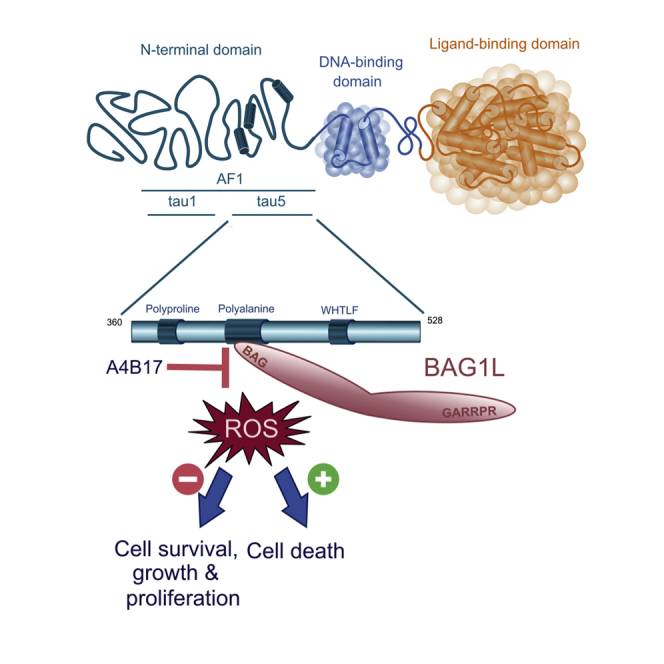 N-terminal domain
DNA-binding
domain
Ligand-binding domain
AF1
tau1
tau5
Polyproline
Polyalanine
WHTLF
360
528
A4B17
BAG
BAG1L
GARRPR
ROS
−
+
Cell survival,
growth &
proliferation
Cell death